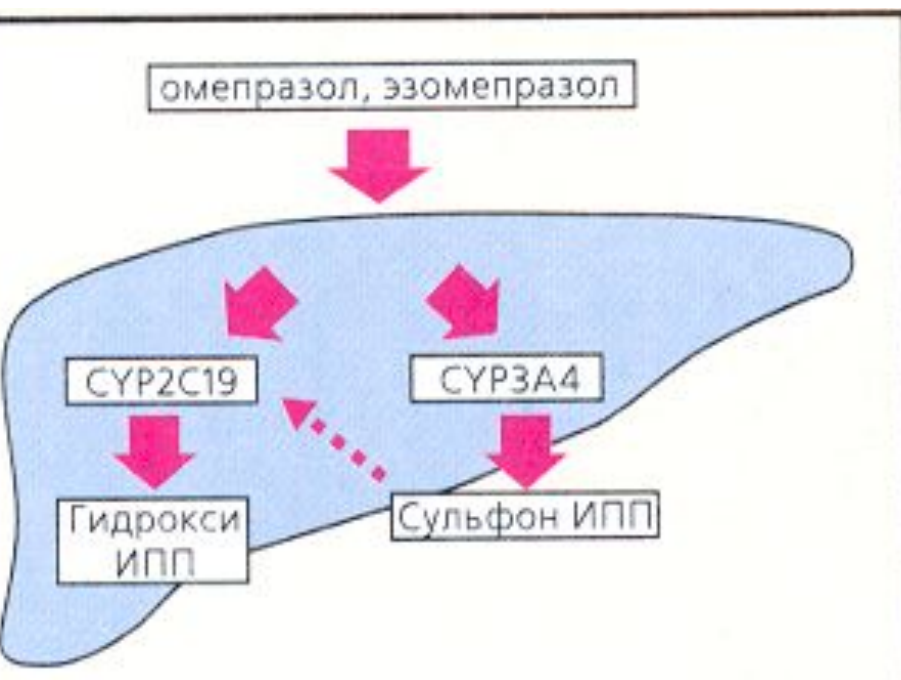 омепразол, эзомепразол
CYP2C19
CYP3A4
Гидрокси
ИПП
Сульфон ИПП